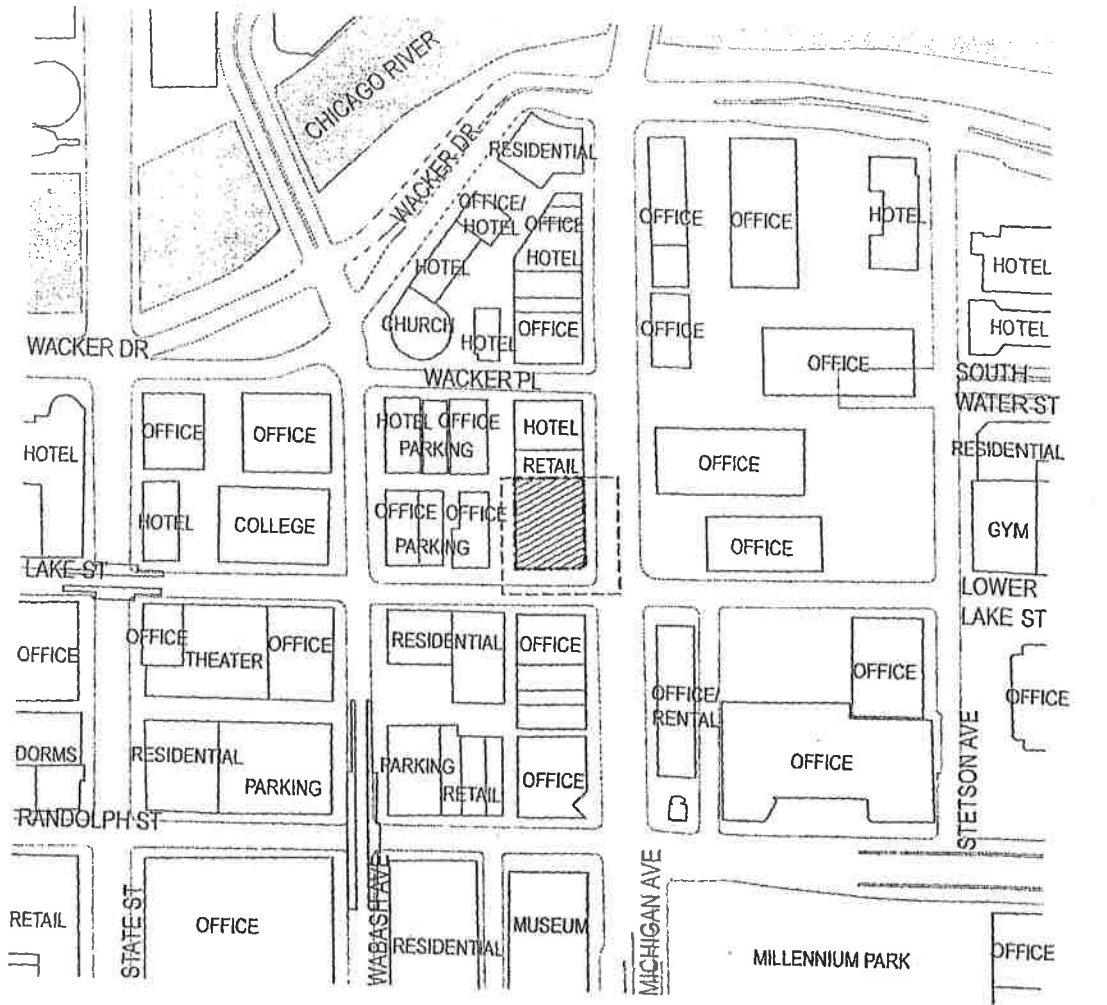 CHICAGO RIVER
WACKER DR
RESIDENTIAL
OFFICE/
HOTEL
OFFICE
HOTEL
HOTEL
CHURCH
HOTEL
OFFICE
OFFICE
OFFICE
HOTEL
OFFICE
HOTEL
HOTEL
WACKER DR
WACKER PL
OFFICE
SOUTH
WATER ST
HOTEL
OFFICE
OFFICE
HOTEL
OFFICE
PARKING
HOTEL
RETAIL
OFFICE
RESIDENTIAL
HOTEL
COLLEGE
OFFICE
OFFICE
PARKING
OFFICE
GYM
LAKE ST
LOWER
LAKE ST
OFFICE
OFFICE
THEATER
OFFICE
RESIDENTIAL
OFFICE
OFFICE/
RENTAL
OFFICE
OFFICE
DORMS
RESIDENTIAL
PARKING
PARKING
RETAIL
OFFICE
OFFICE
STETSON AVE
RANDOLPH ST
RETAIL
STATE ST
OFFICE
WABASH AVE
RESIDENTIAL
MUSEUM
MICHIGAN AVE
MILLENNIUM PARK
OFFICE